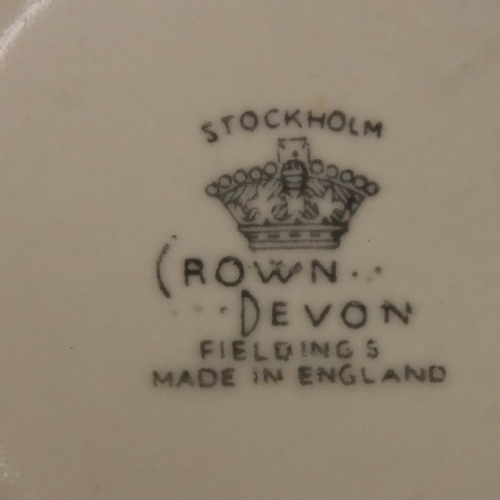 STOCKHOLM
CROWN
DEVON
FIELDINGS
MADE IN ENGLAND